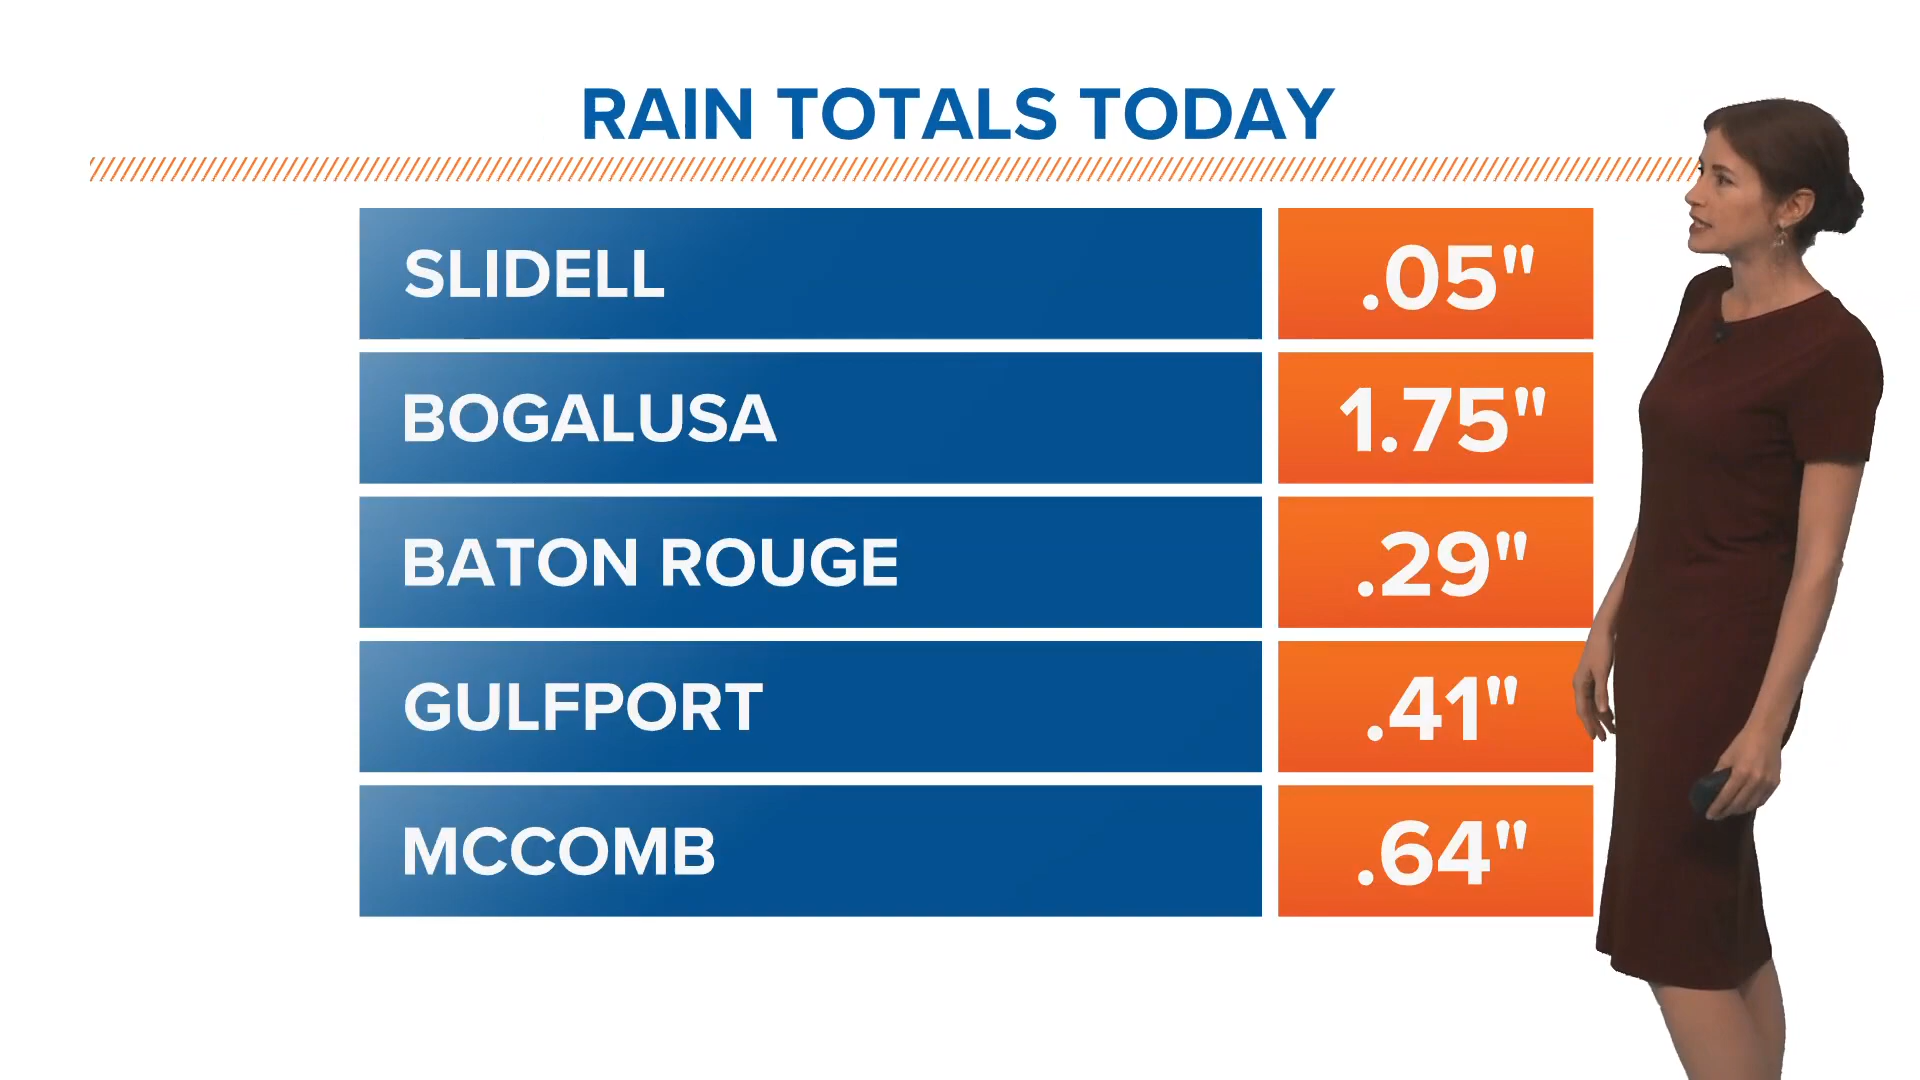 RAIN TOTALS TODAY
SLIDELL .05"
BOGALUSA 1.75"
BATON ROUGE .29"
GULFPORT .41"
MCCOMB .64"